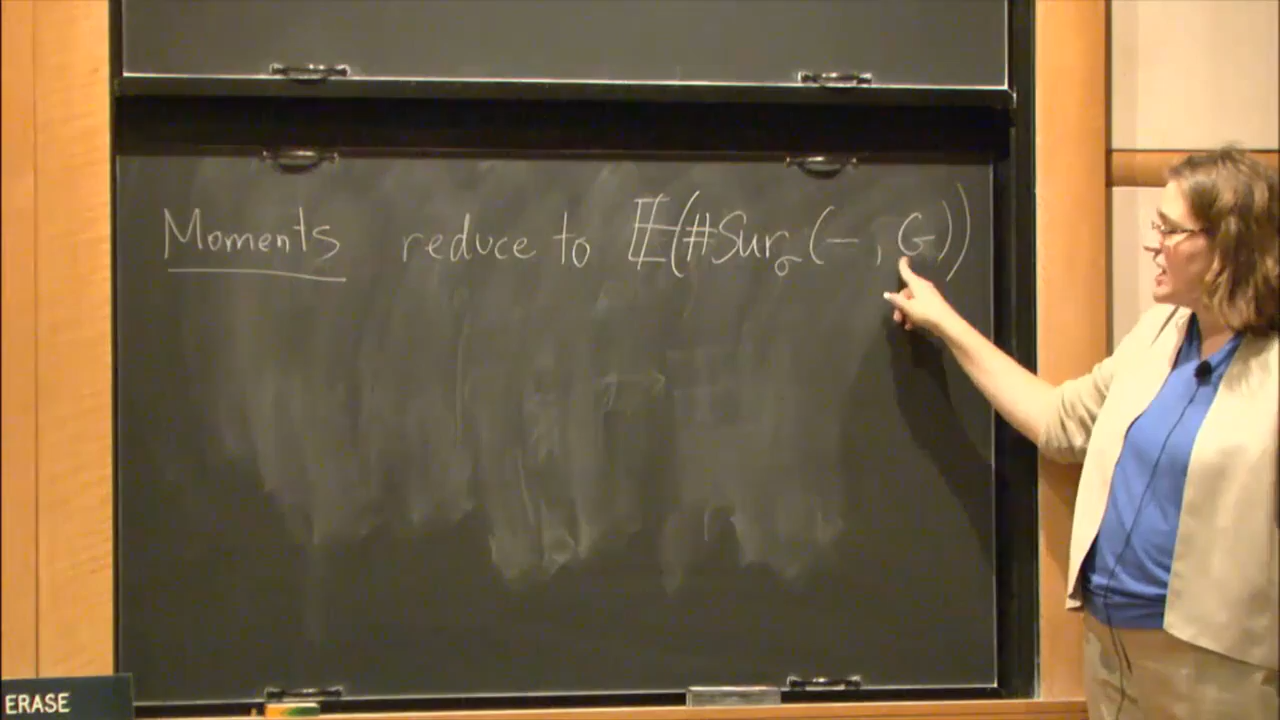 Moments reduce to 𝔼(#Sur_σ(−, G))
ERASE